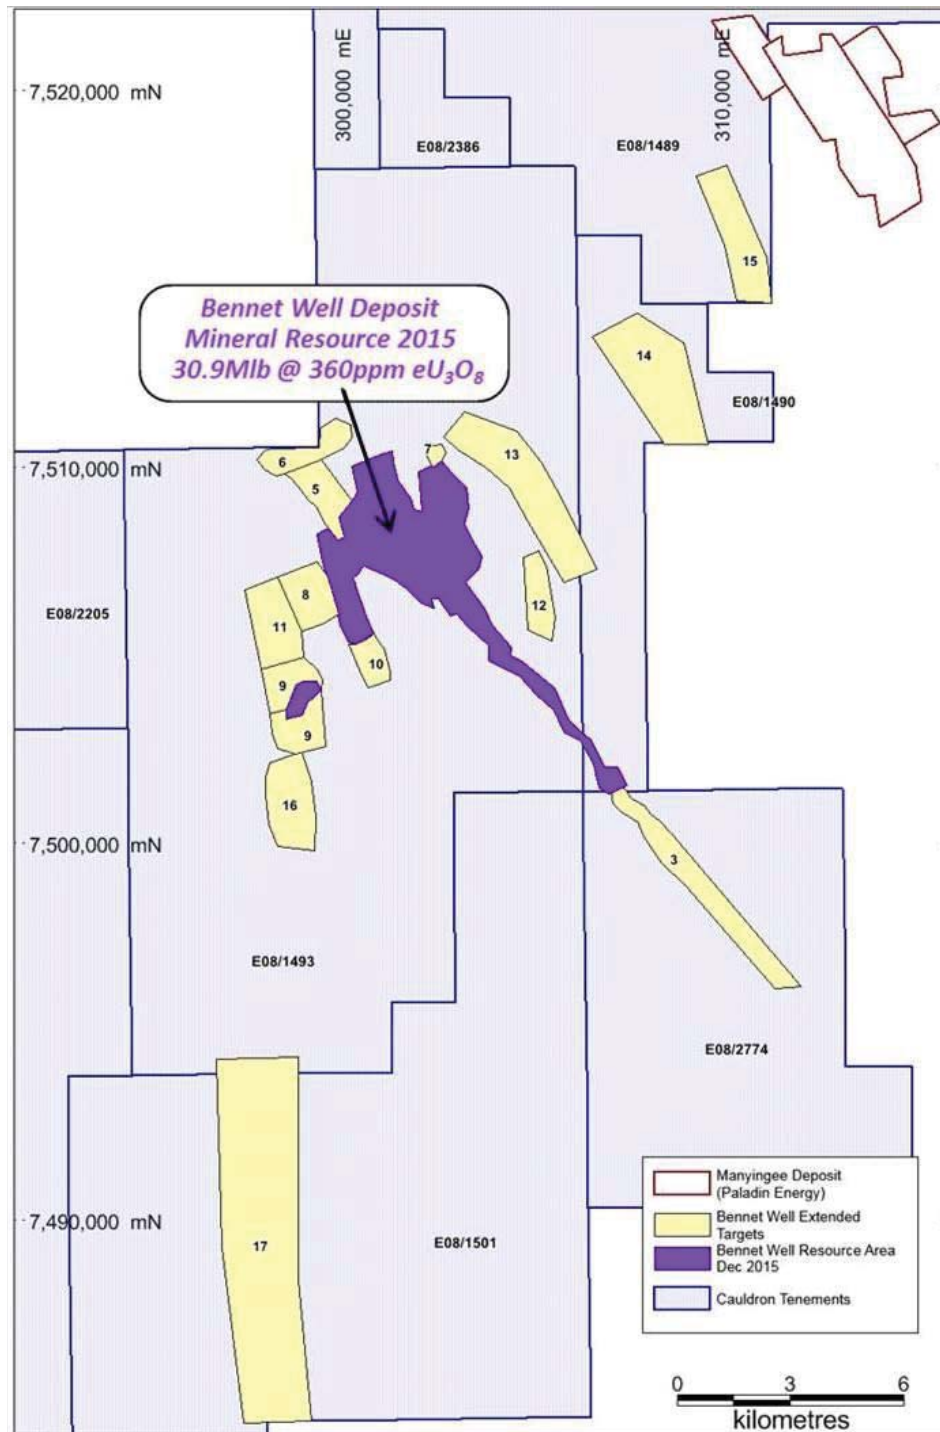 300,000 mE
310,000 mE
7,520,000 mN
E08/2386
E08/1489
15
Bennet Well Deposit
Mineral Resource 2015
30.9Mlb @ 360ppm eU₃O₈
14
E08/1490
7
13
7,510,000 mN
6
5
8
12
E08/2205
11
10
9
9
16
7,500,000 mN
3
E08/1493
E08/2774
7,490,000 mN
17
E08/1501
Manyingee Deposit
(Paladin Energy)
Bennet Well Extended
Targets
Bennet Well Resource Area
Dec 2015
Cauldron Tenements
0 3 6
kilometres